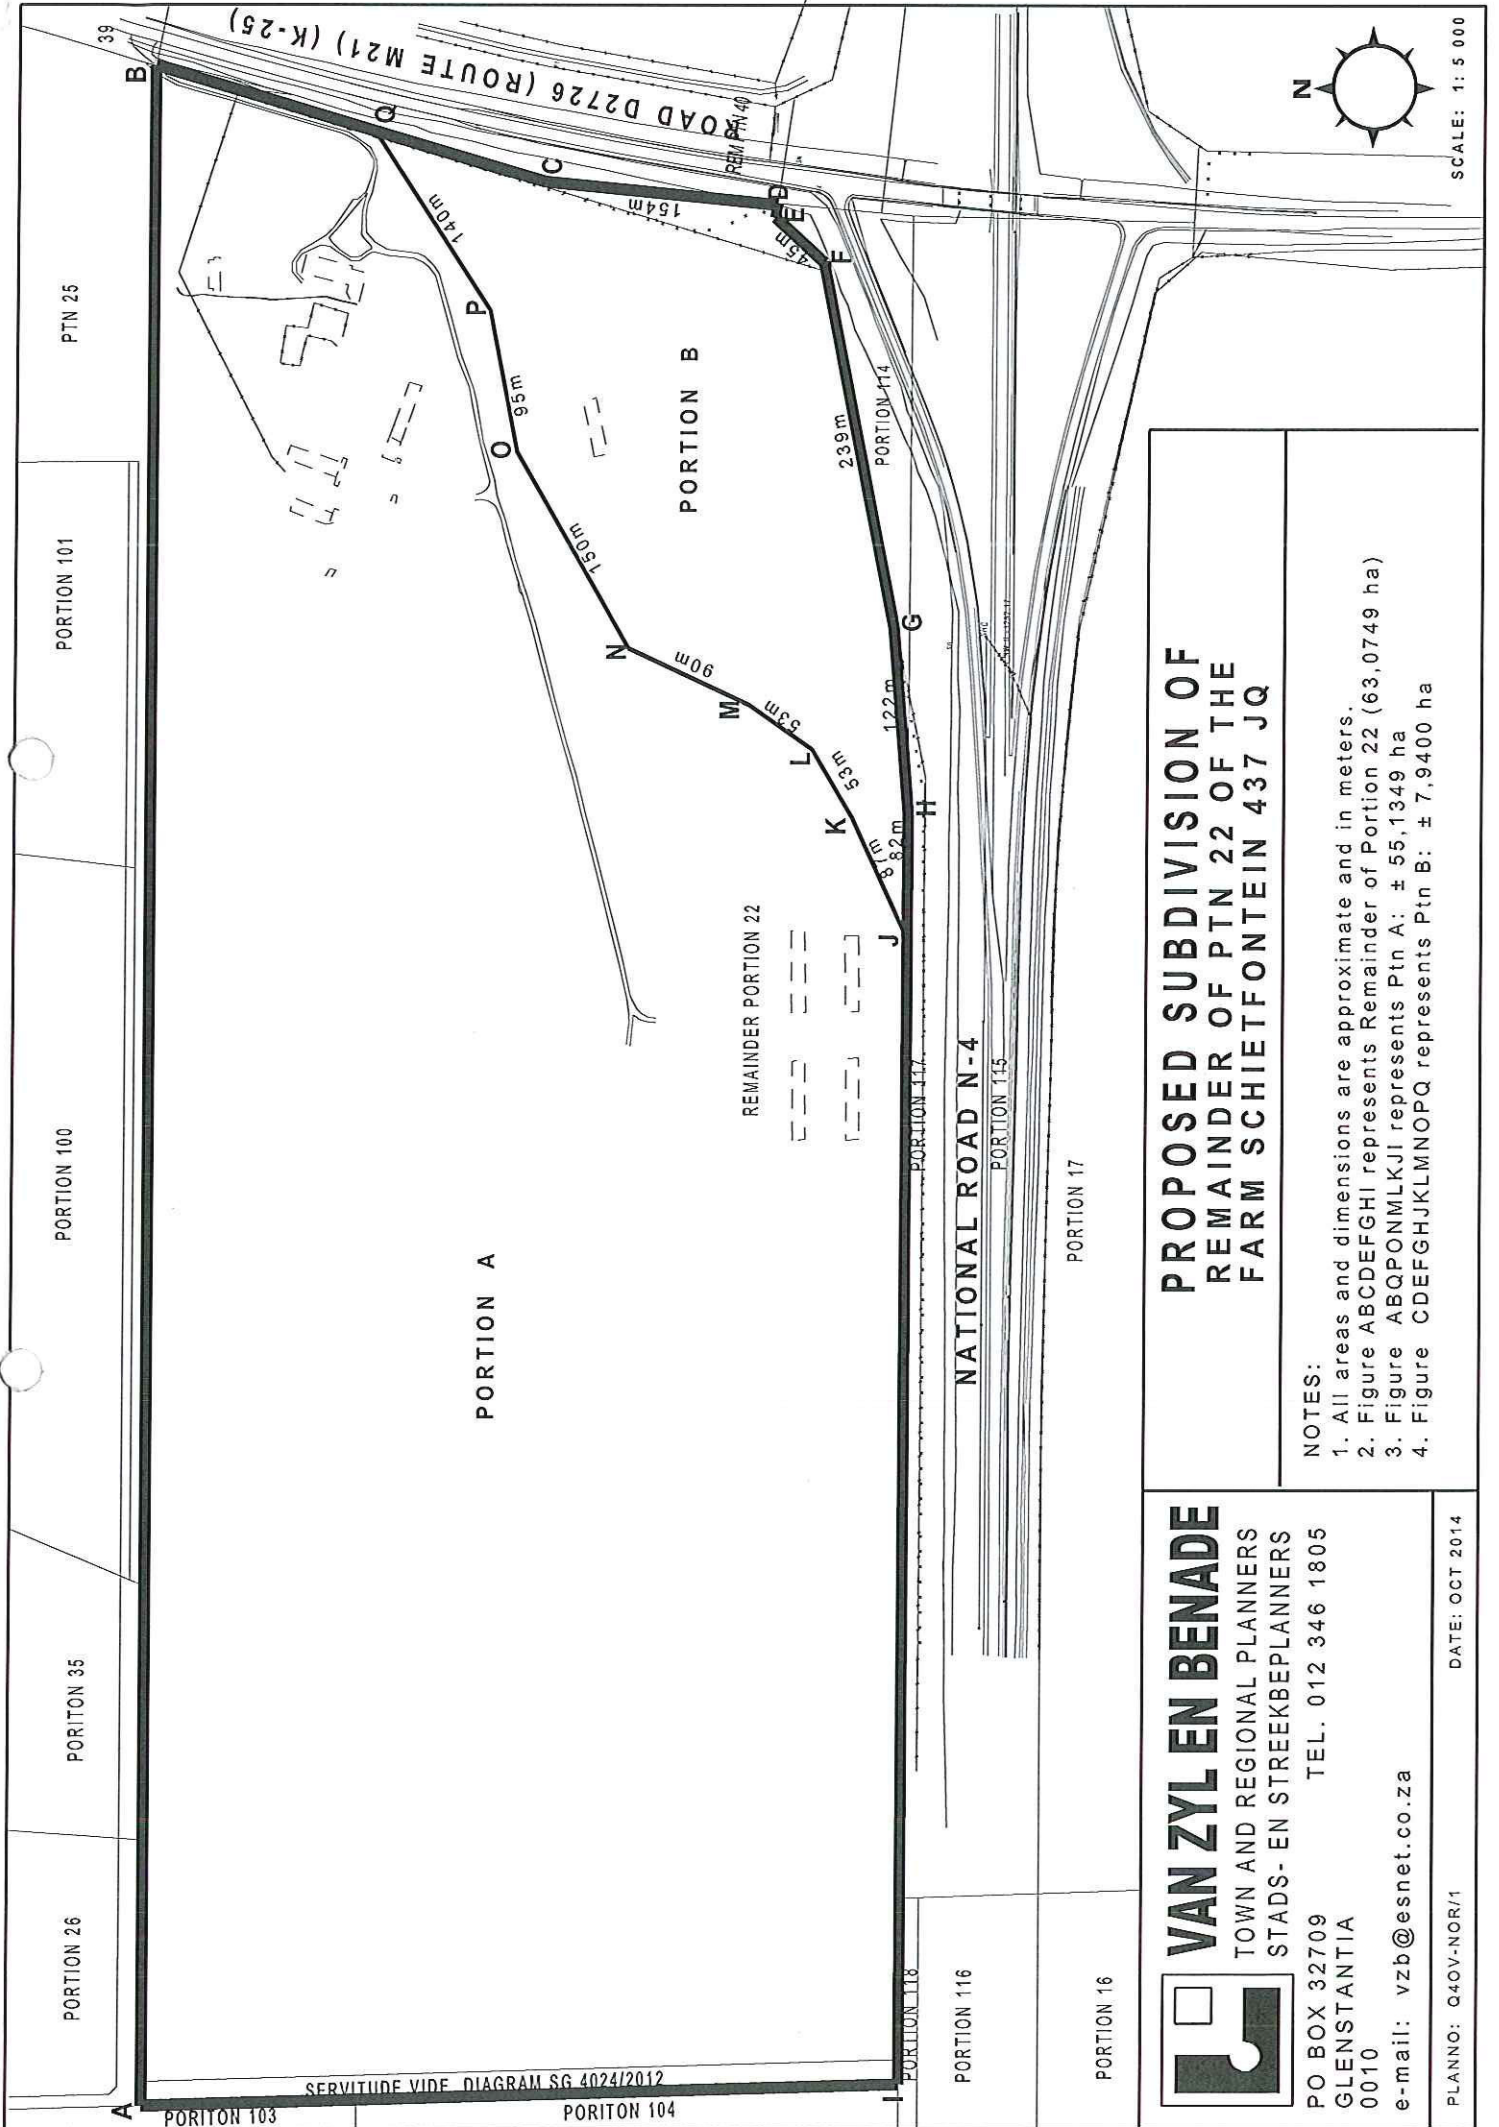 PORTION 26
PORITON 35
PORTION 100
PORTION 101
PTN 25
39
A
B
ROAD D2726 (ROUTE M21) (K-25)
Q
140m
C
154m
REM PTN 40
D
E
45m
F
P
95m
O
150m
PORTION B
239m
PORTION 114
N
90m
M
53m
L
53m
K
87m
82m
122m
G
H
J
REMAINDER PORTION 22
PORTION A
PORTION 117
NATIONAL ROAD N-4
PORTION 115
PORTION 17
SERVITUDE VIDE DIAGRAM SG 4024/2012
I
PORITON 103
PORITON 104
PORTION 118
PORTION 116
PORTION 16
VAN ZYL EN BENADE
TOWN AND REGIONAL PLANNERS
STADS- EN STREEKBEPLANNERS
PO BOX 32709 TEL. 012 346 1805
GLENSTANTIA
0010
e-mail: vzb@esnet.co.za
PLANNO: Q4OV-NOR/1 DATE: OCT 2014
PROPOSED SUBDIVISION OF
REMAINDER OF PTN 22 OF THE
FARM SCHIETFONTEIN 437 JQ
NOTES:
1. All areas and dimensions are approximate and in meters.
2. Figure ABCDEFGHI represents Remainder of Portion 22 (63,0749 ha)
3. Figure ABQPONMLKJI represents Ptn A: ± 55,1349 ha
4. Figure CDEFGHJKLMNOPQ represents Ptn B: ± 7,9400 ha
N
SCALE: 1: 5 000